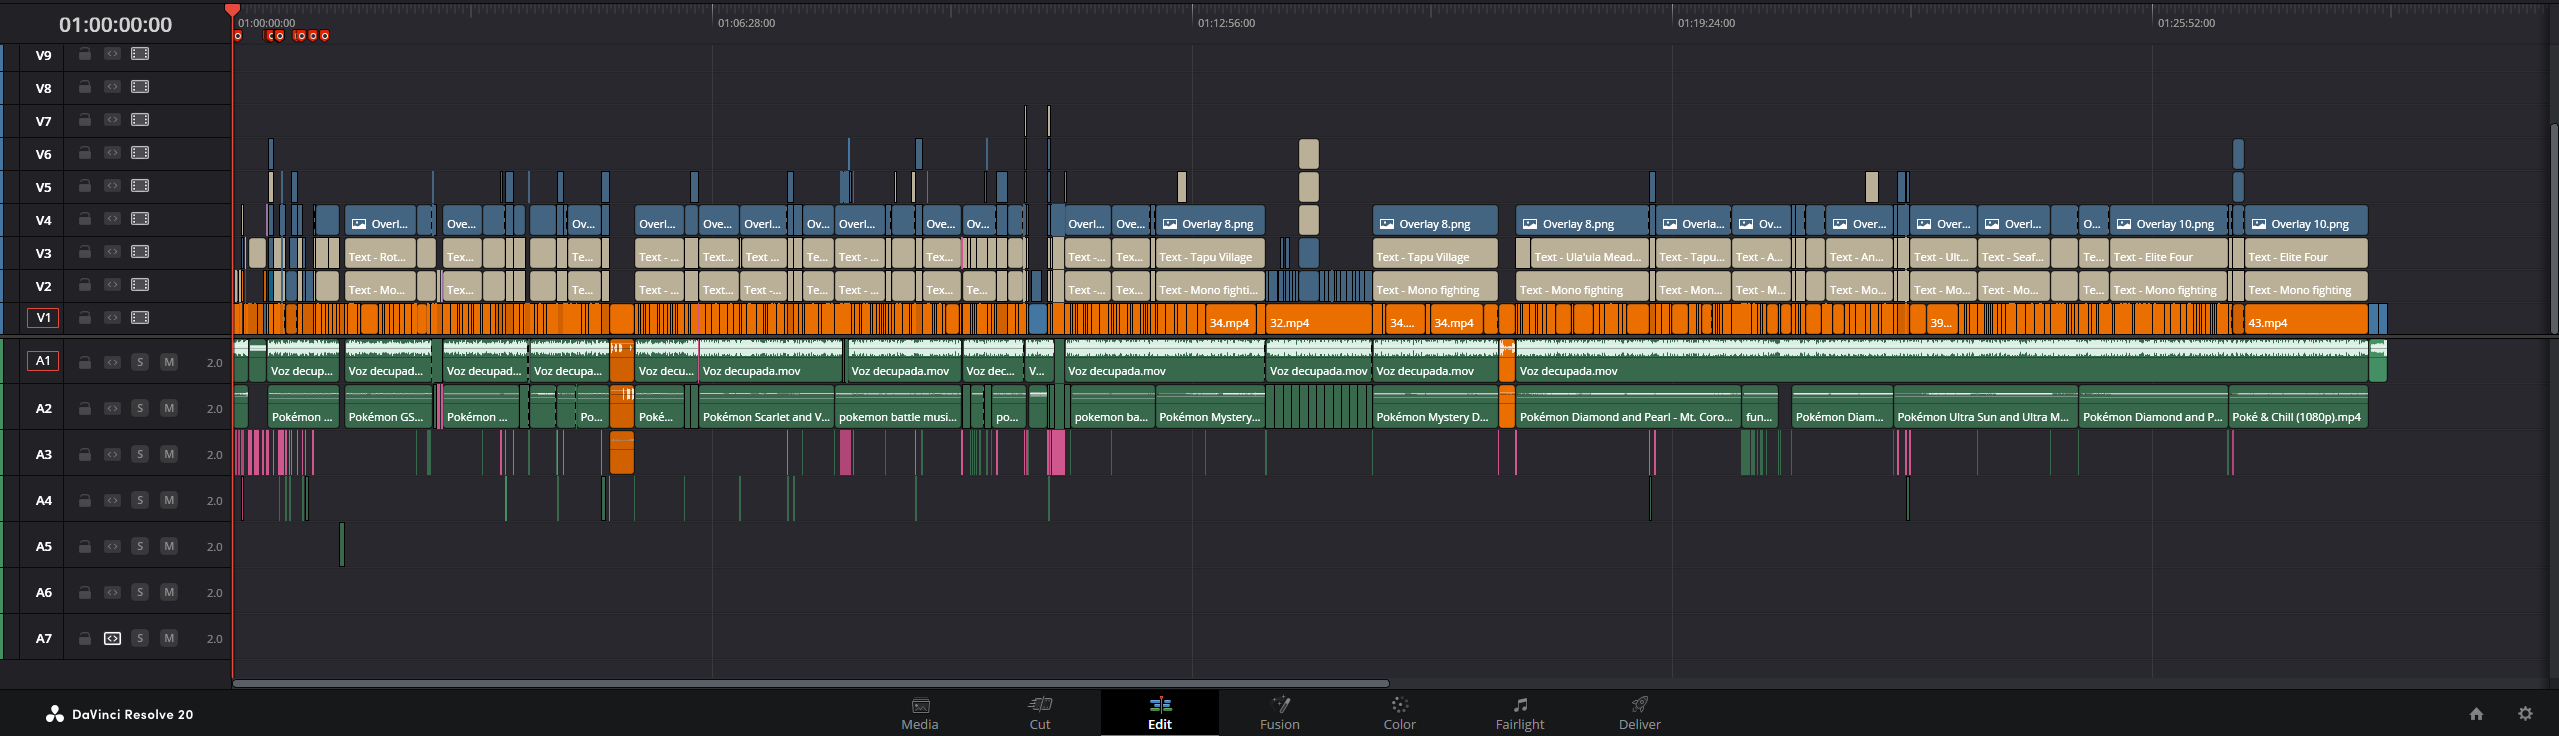 01:00:00:00
01:00:00:00 01:06:28:00 01:12:56:00 01:19:24:00 01:25:52:00
V9
V8
V7
V6
V5
V4 Overl... Ove... Ov... Overl... Ove... Overl... Ov... Overl... Ove... Ov... Overl... Ove... Overlay 8.png Overlay 8.png Overlay 8.png Overla... Ov... Over... Over... Overl... O... Overlay 10.png Overlay 10.png
V3 Text - Rot... Tex... Te... Text - ... Text... Text ... Te... Text - ... Tex... Te... Text -... Tex... Text - Tapu Village Text - Tapu Village Text - Ula'ula Mead... Text - Tapu... Text - A... Text - An... Text - Ult... Text - Seaf... Te... Text - Elite Four Text - Elite Four
V2 Text - Mo... Tex... Te... Text - ... Text... Text -... Te... Text - ... Tex... Te... Text -... Tex... Text - Mono fighti... Text - Mono fighting Text - Mono fighting Text - Mon... Text - M... Text - Mo... Text - Mo... Text - Mo... Te... Text - Mono fighting Text - Mono fighting
V1 34.mp4 32.mp4 34.... 34.mp4 39... 43.mp4
A1 S M 2.0 Voz decup... Voz decupad... Voz decupad... Voz decupa... Voz decu... Voz decupada.mov Voz decupada.mov Voz dec... V... Voz decupada.mov Voz decupada.mov Voz decupada.mov Voz decupada.mov
A2 S M 2.0 Pokémon ... Pokémon GS... Pokémon ... Po... Poké... Pokémon Scarlet and V... pokemon battle musi... po... pokemon ba... Pokémon Mystery... Pokémon Mystery D... Pokémon Diamond and Pearl - Mt. Coro... fun... Pokémon Diam... Pokémon Ultra Sun and Ultra M... Pokémon Diamond and P... Poké & Chill (1080p).mp4
A3 S M 2.0
A4 S M 2.0
A5 S M 2.0
A6 S M 2.0
A7 S M 2.0
DaVinci Resolve 20 Media Cut Edit Fusion Color Fairlight Deliver